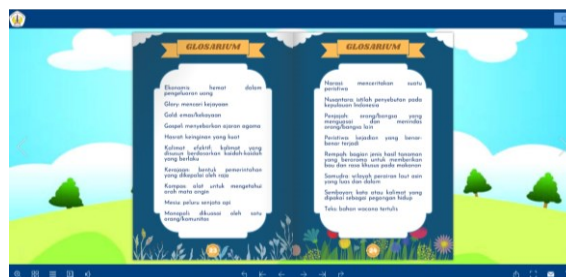 GLOSARIUM
Ekonomis hemat dalam
pengeluaran uang
Glory: mencari kejayaan
Gold: emas/kekayaan
Gospel: menyebarkan ajaran agama
Hasrat: keinginan yang kuat
Kalimat efektif: kalimat yang
disusun berdasarkan kaidah-kaidah
yang berlaku
Kerajaan: bentuk pemerintahan
yang dikepalai oleh raja
Kompas: alat untuk mengetahui
arah mata angin
Mesiu: peluru senjata api
Monopoli: dikuasai oleh satu
orang/komunitas
GLOSARIUM
Narasi: menceritakan suatu
peristiwa
Nusantara: istilah penyebutan pada
kepulauan Indonesia
Penjajah: orang/bangsa yang
menguasai dan menindas
orang/bangsa lain
Peristiwa: kejadian yang benar-
benar terjadi
Rempah: bagian jenis hasil tanaman
yang beraroma untuk memberikan
bau dan rasa khusus pada makanan
Samudra: wilayah perairan laut asin
yang luas dan dalam
Semboyan: kata atau kalimat yang
dipakai sebagai pegangan hidup
Teks: bahan wacana tertulis